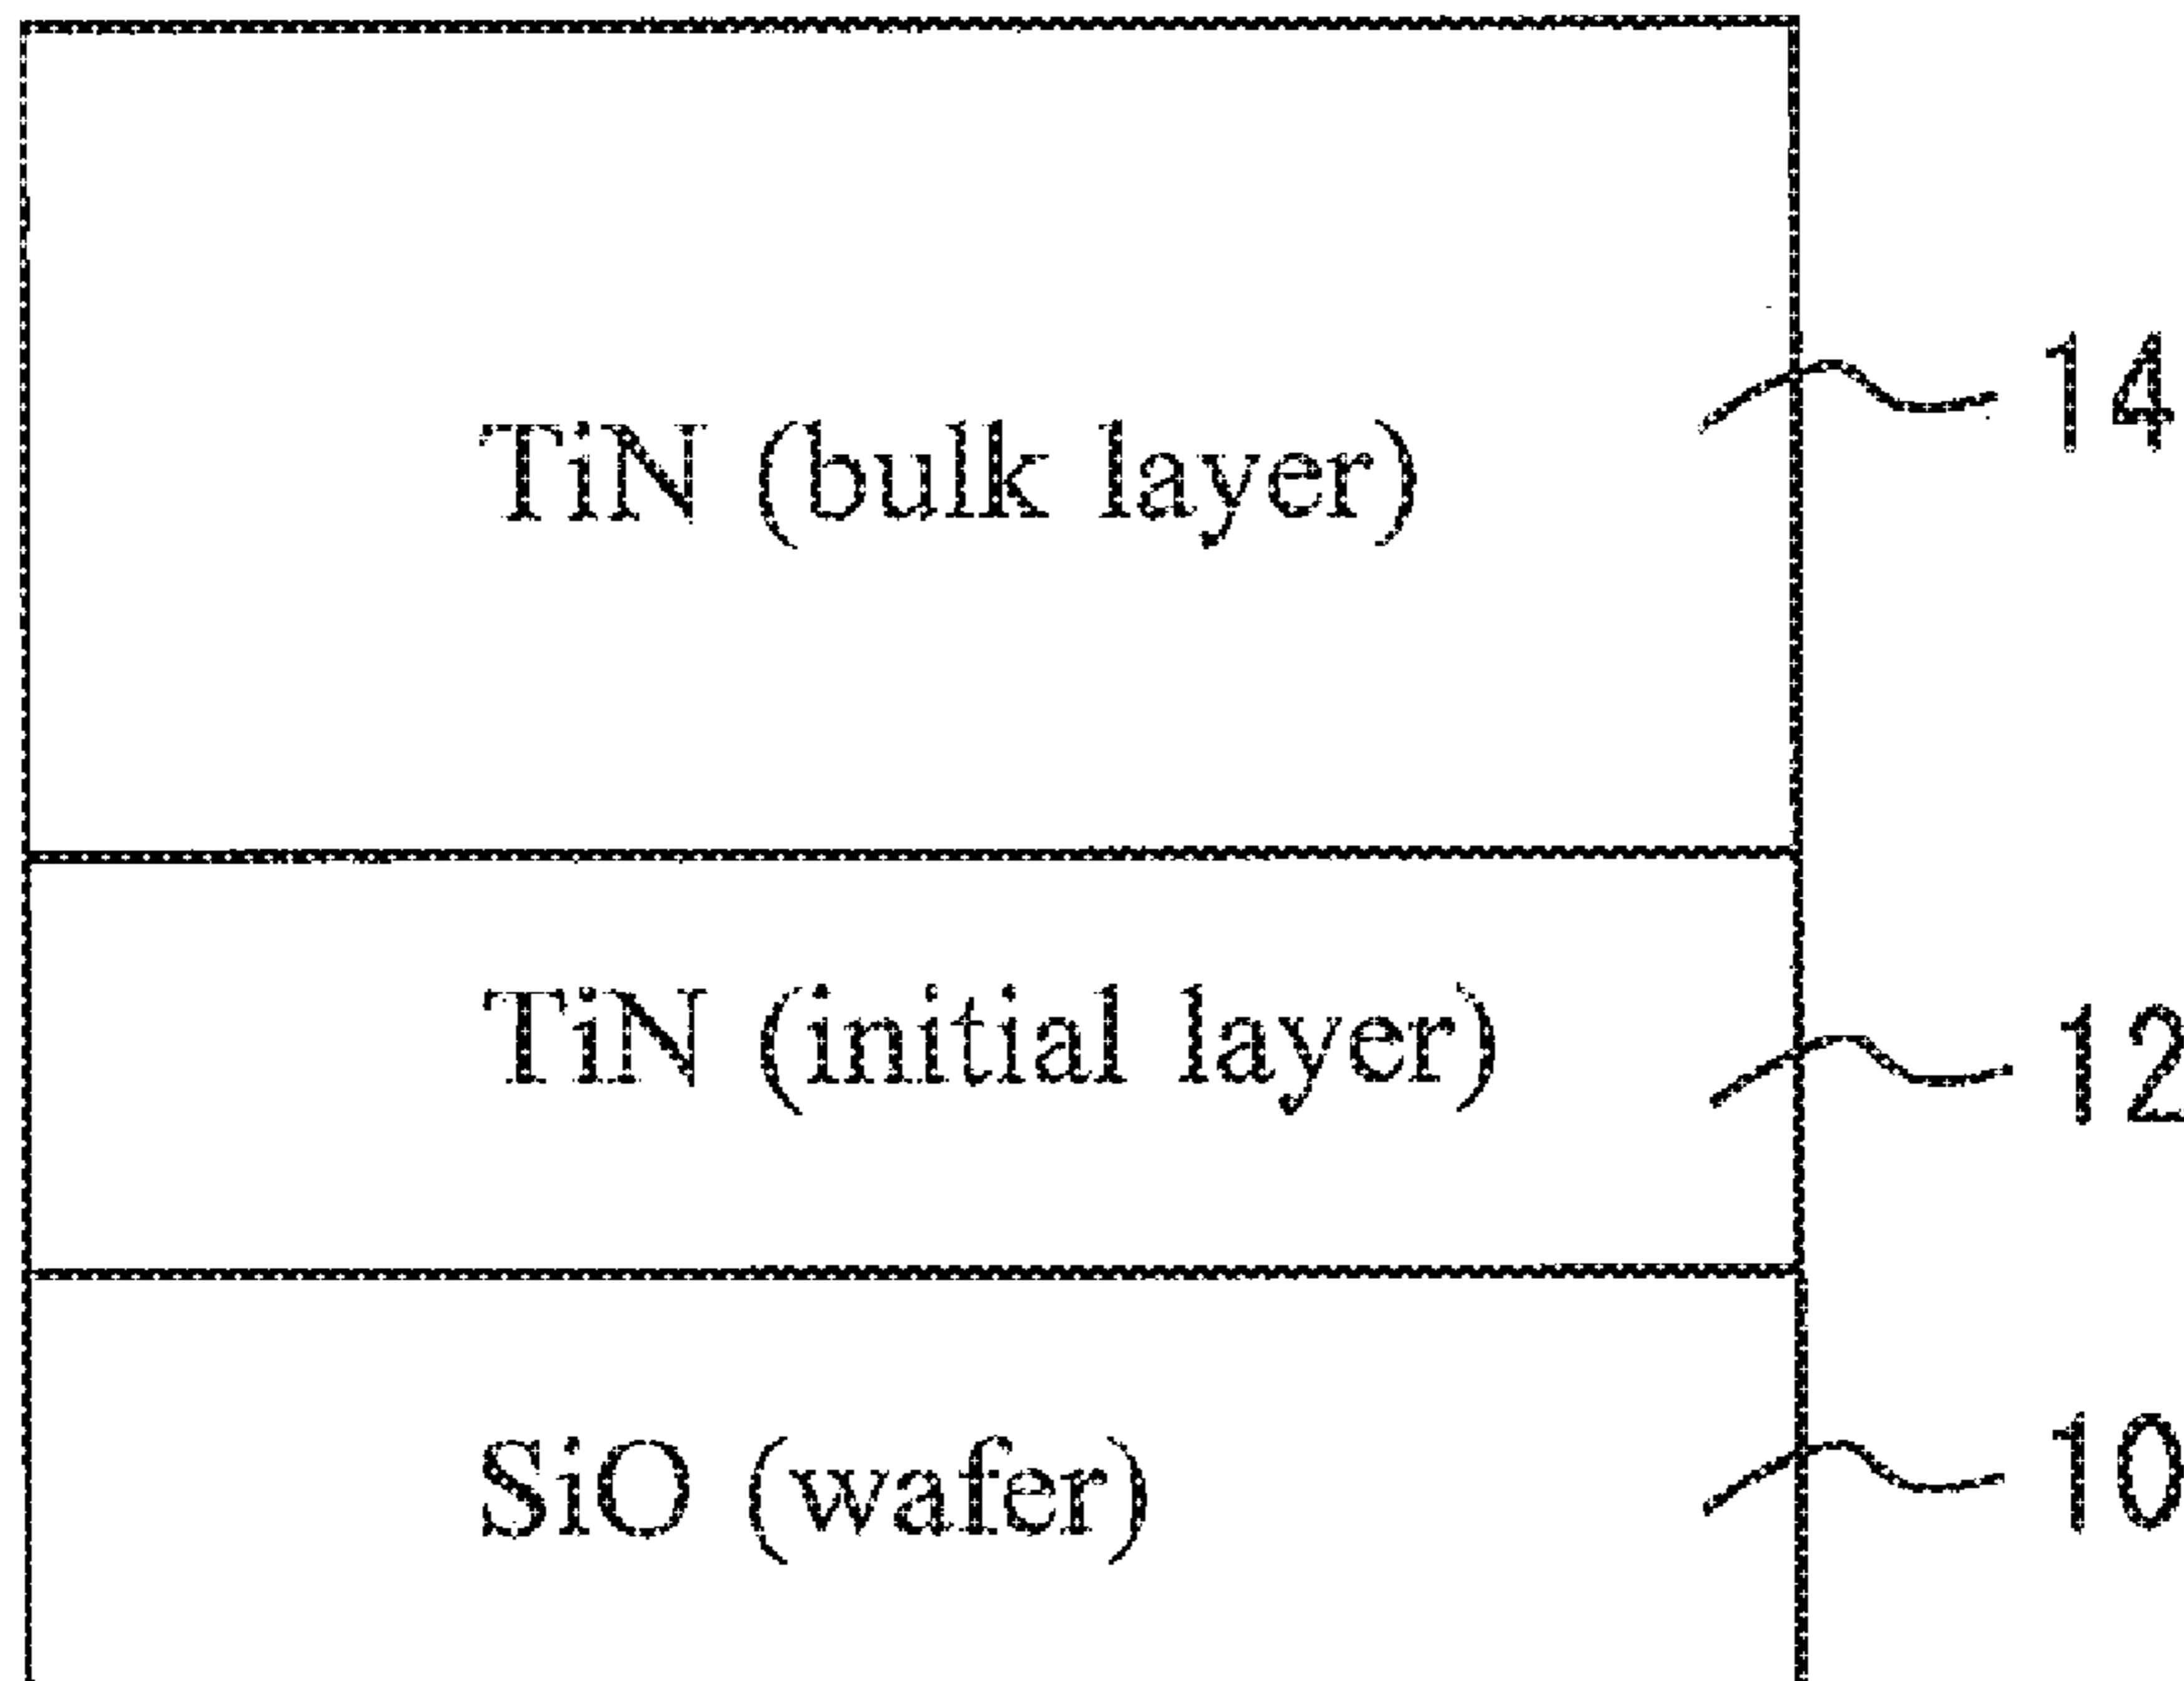 14
TiN (bulk layer)
TiN (initial layer)
12
SiO (wafer)
10